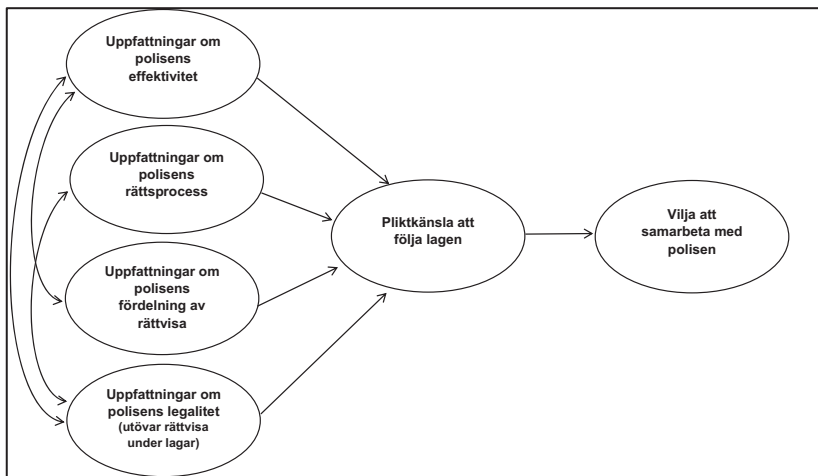 Uppfattningar om
polisens
effektivitet
Uppfattningar om
polisens
rättsprocess
Uppfattningar om
polisens
fördelning av
rättvisa
Uppfattningar om
polisens legalitet
(utövar rättvisa
under lagar)
Pliktkänsla att
följa lagen
Vilja att
samarbeta med
polisen